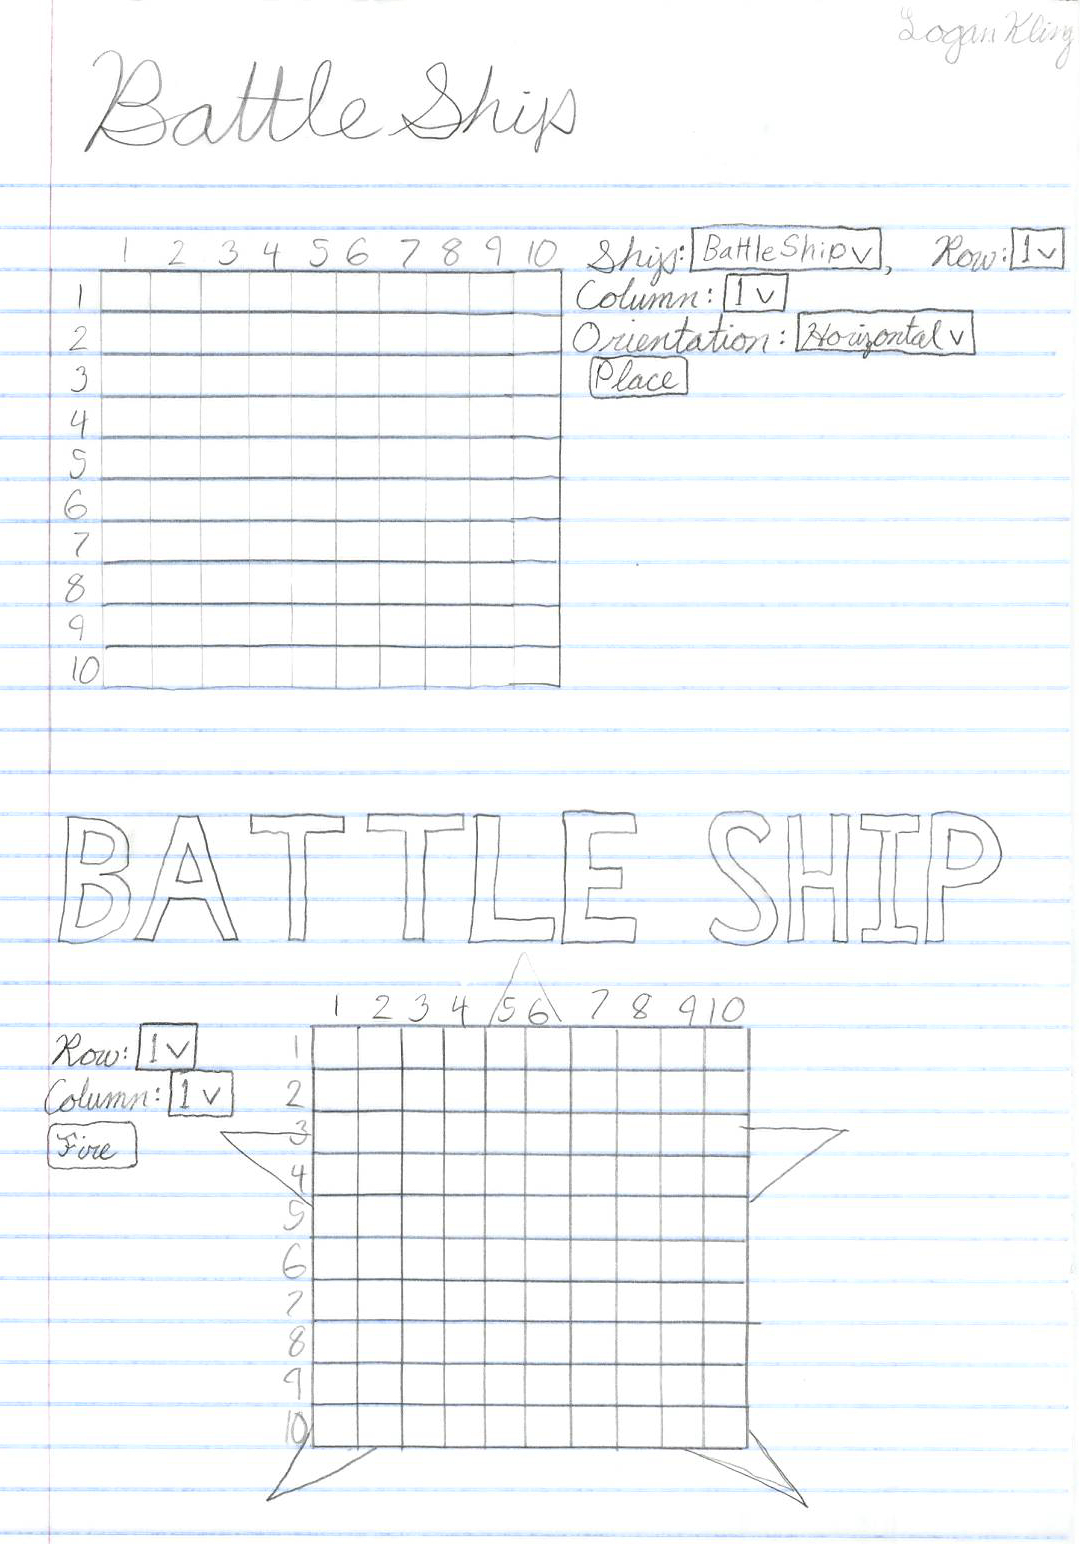 Logan Kling
Battle Ship
1 2 3 4 5 6 7 8 9 10
Ships: BattleShip v, Row: 1 v
Column: 1 v
Orientation: Horizontal v
Place
1
2
3
4
5
6
7
8
9
10
BATTLE SHIP
1 2 3 4 5 6 7 8 9 10
Row: 1 v
Column: 1 v
Fire
1
2
3
4
5
6
7
8
9
10